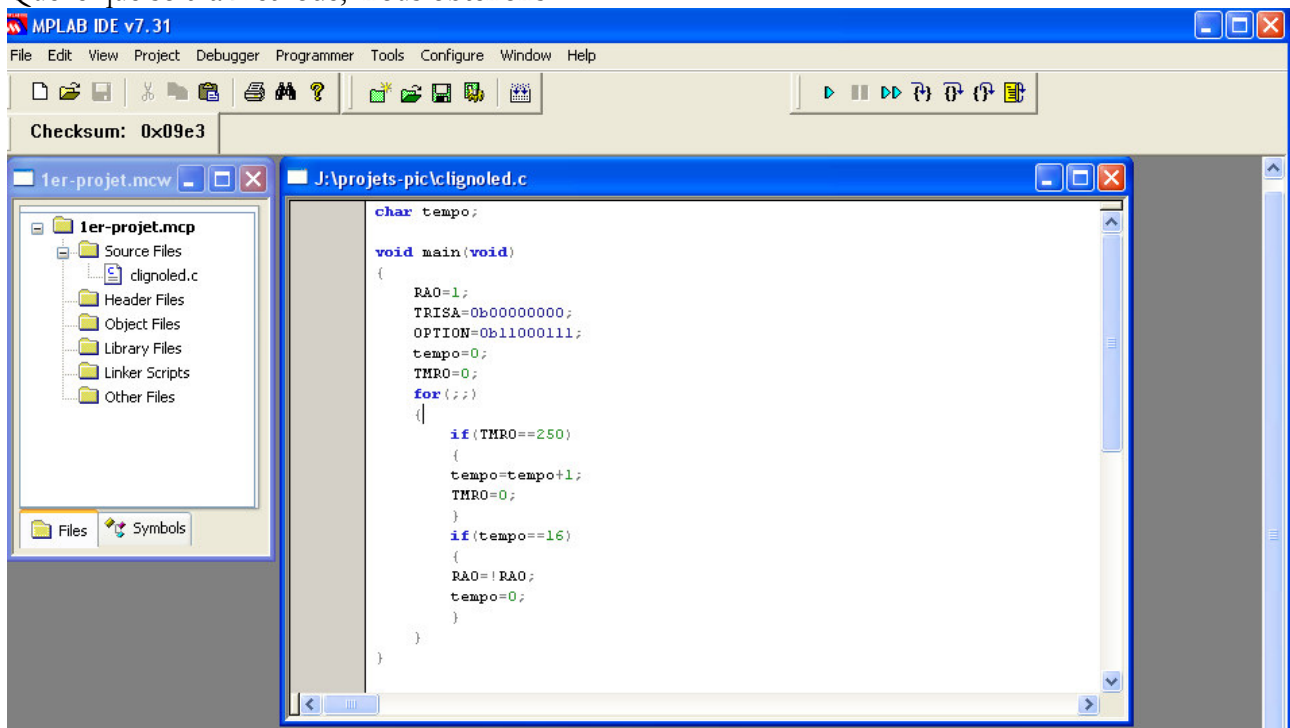 MPLAB IDE v7.31
File Edit View Project Debugger Programmer Tools Configure Window Help
Checksum: 0x09e3
1er-projet.mcw
1er-projet.mcp
Source Files
clignoled.c
Header Files
Object Files
Library Files
Linker Scripts
Other Files
Files Symbols
J:\projets-pic\clignoled.c
char tempo;
void main(void)
{
RA0=1;
TRISA=0b00000000;
OPTION=0b11000111;
tempo=0;
TMR0=0;
for(;;)
{
if(TMR0==250)
{
tempo=tempo+1;
TMR0=0;
}
if(tempo==16)
{
RA0=!RA0;
tempo=0;
}
}
}